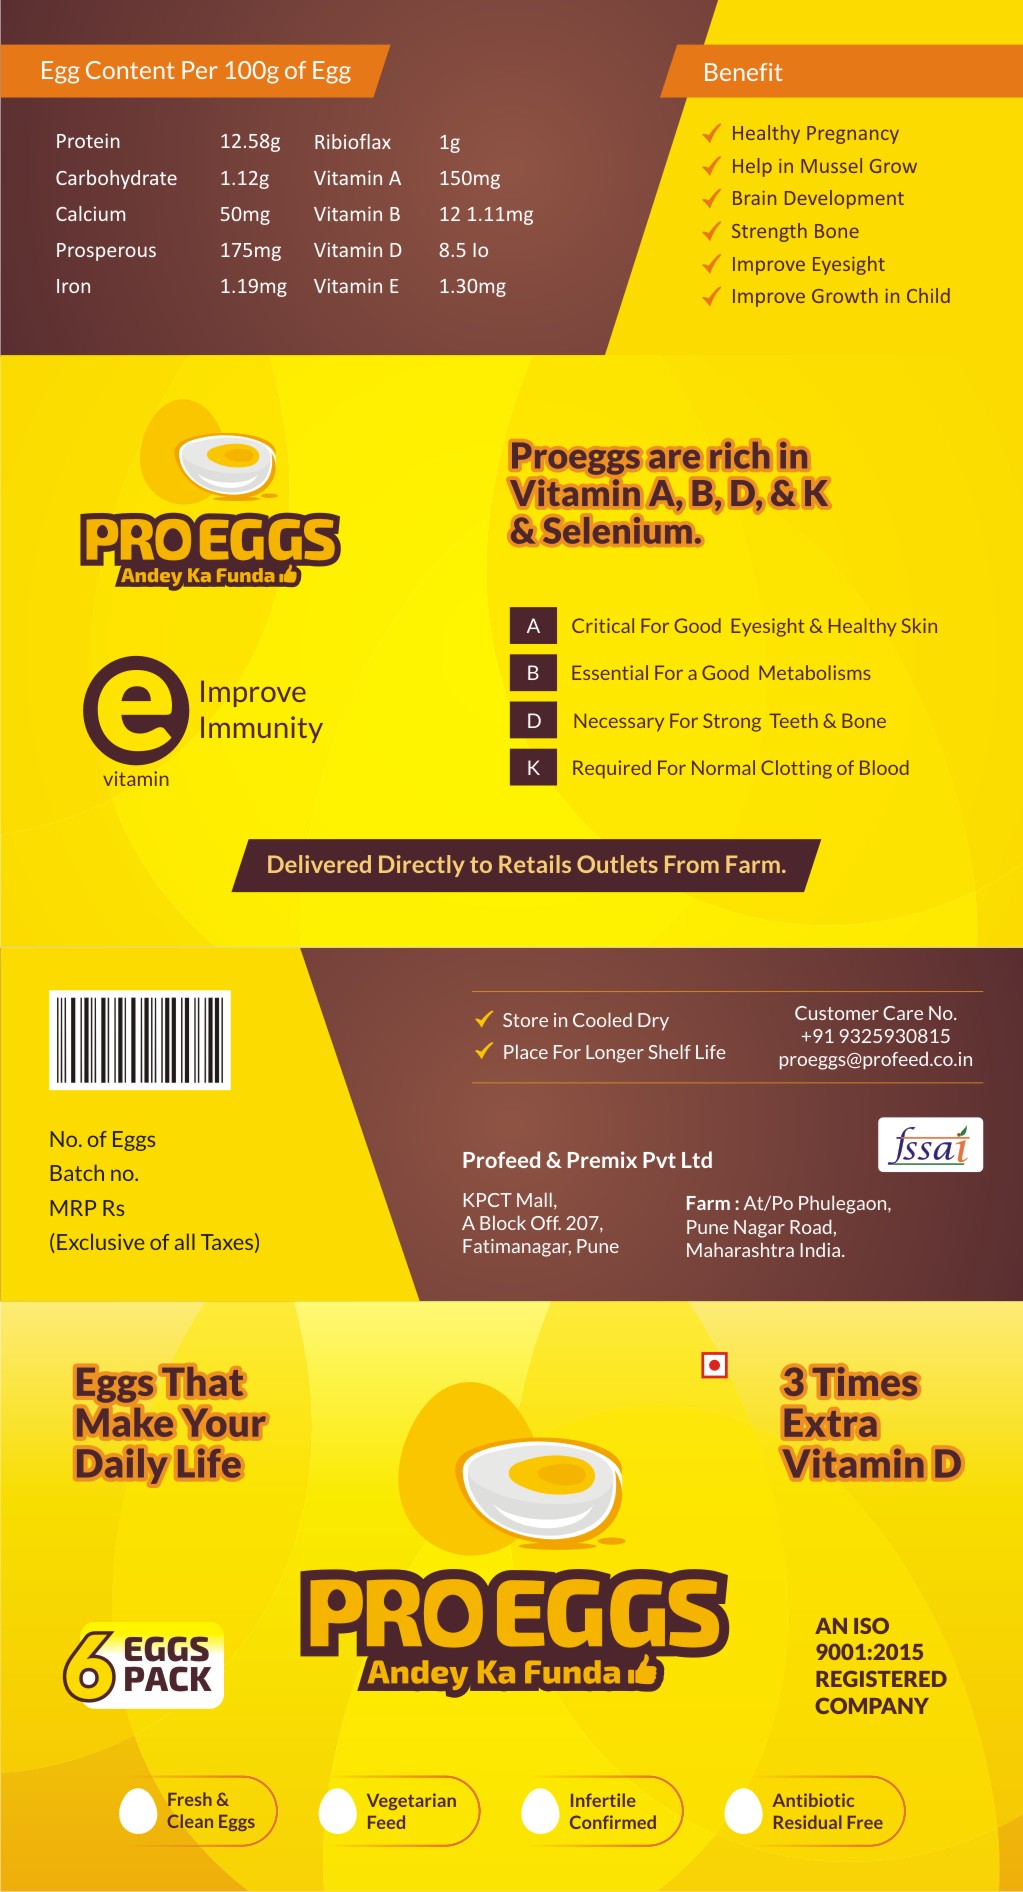 Egg Content Per 100g of Egg
Protein 12.58g Ribioflax 1g
Carbohydrate 1.12g Vitamin A 150mg
Calcium 50mg Vitamin B 12 1.11mg
Prosperous 175mg Vitamin D 8.5 Io
Iron 1.19mg Vitamin E 1.30mg
Benefit
Healthy Pregnancy
Help in Mussel Grow
Brain Development
Strength Bone
Improve Eyesight
Improve Growth in Child
PROEGGS
Andey Ka Funda
e
vitamin
Improve
Immunity
Proeggs are rich in
Vitamin A, B, D, & K
& Selenium.
A Critical For Good Eyesight & Healthy Skin
B Essential For a Good Metabolisms
D Necessary For Strong Teeth & Bone
K Required For Normal Clotting of Blood
Delivered Directly to Retails Outlets From Farm.
No. of Eggs
Batch no.
MRP Rs
(Exclusive of all Taxes)
Store in Cooled Dry
Place For Longer Shelf Life
Customer Care No.
+91 9325930815
proeggs@profeed.co.in
fssai
Profeed & Premix Pvt Ltd
KPCT Mall,
A Block Off. 207,
Fatimanagar, Pune
Farm : At/Po Phulegaon,
Pune Nagar Road,
Maharashtra India.
Eggs That
Make Your
Daily Life
3 Times
Extra
Vitamin D
PROEGGS
Andey Ka Funda
6 EGGS
PACK
AN ISO
9001:2015
REGISTERED
COMPANY
Fresh &
Clean Eggs
Vegetarian
Feed
Infertile
Confirmed
Antibiotic
Residual Free